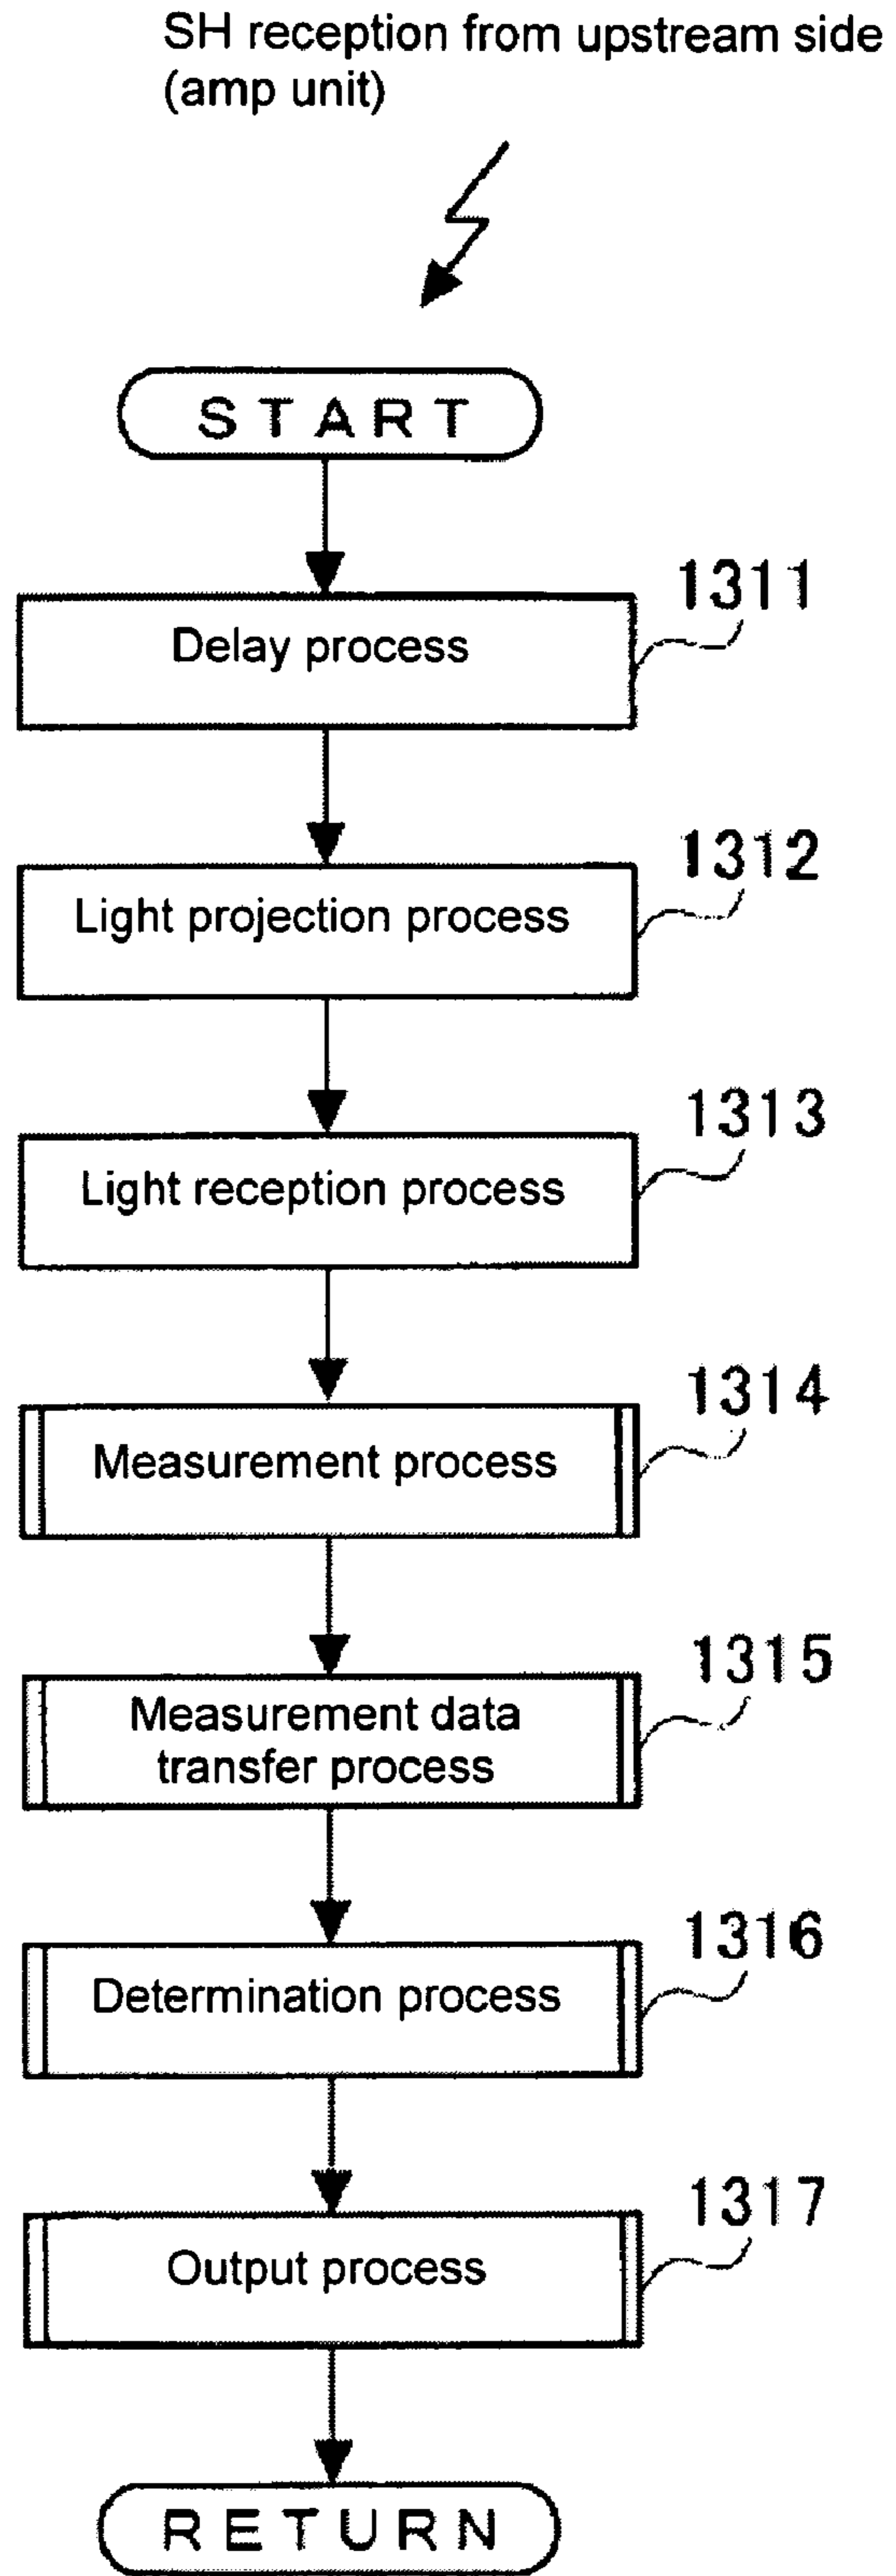 SH reception from upstream side
(amp unit)
START
1311
Delay process
1312
Light projection process
1313
Light reception process
1314
Measurement process
1315
Measurement data
transfer process
1316
Determination process
1317
Output process
RETURN